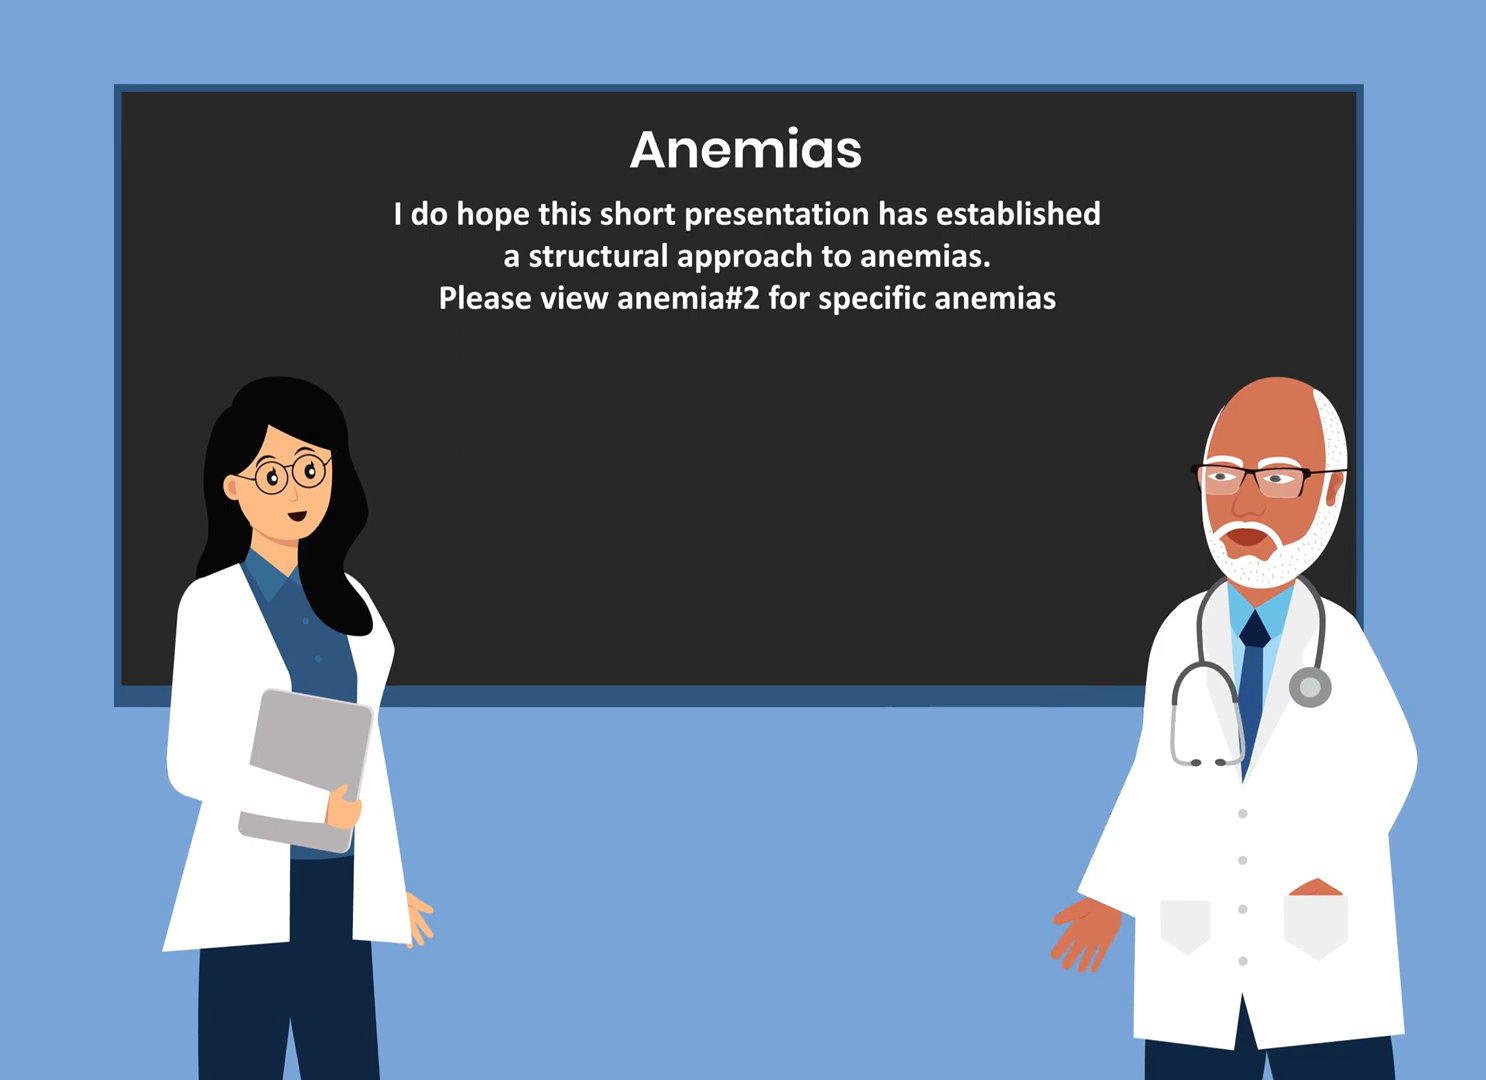 Anemias
I do hope this short presentation has established
a structural approach to anemias.
Please view anemia#2 for specific anemias